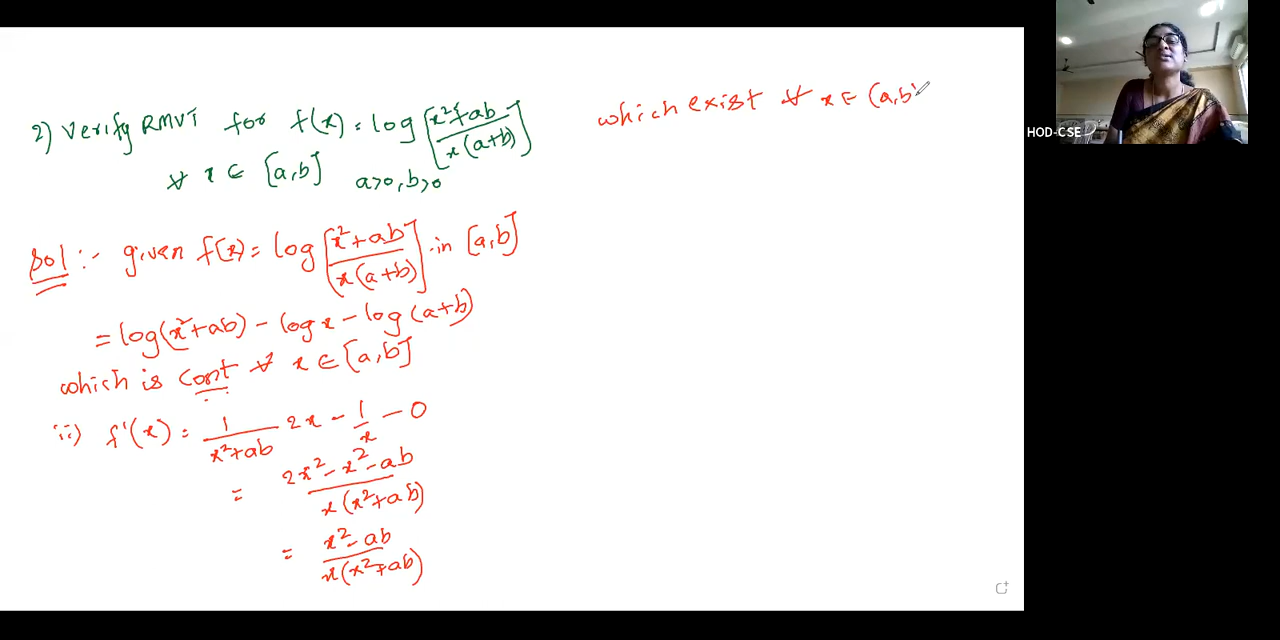 2) Verify RMVT for f(x) = log [x²+ab / x(a+b)]
∀ x ∈ [a,b] a>0, b>0
Sol :- given f(x) = log [x²+ab / x(a+b)] in [a,b]
= log(x²+ab) - log x - log(a+b)
which is cont ∀ x ∈ [a,b]
ii) f'(x) = 1 / x²+ab 2x - 1/x - 0
= 2x² - x² - ab / x(x²+ab)
= x² - ab / x(x²+ab)
which exist ∀ x ∈ (a,b)
HOD-CSE